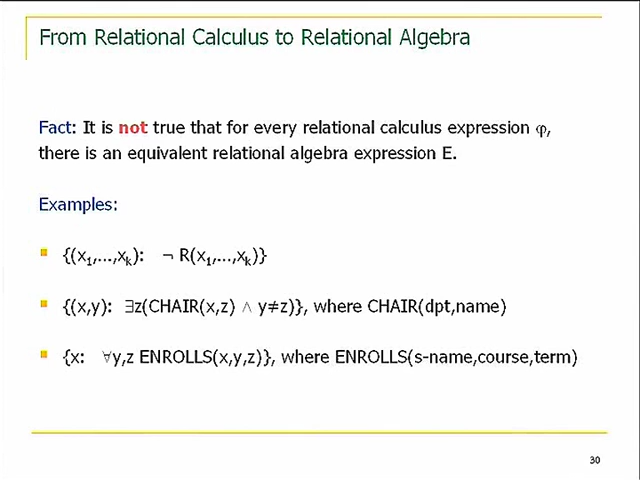 From Relational Calculus to Relational Algebra
Fact: It is not true that for every relational calculus expression φ,
there is an equivalent relational algebra expression E.
Examples:
{(x₁,...,xₖ): ¬ R(x₁,...,xₖ)}
{(x,y): ∃z(CHAIR(x,z) ∧ y≠z)}, where CHAIR(dpt,name)
{x: ∀y,z ENROLLS(x,y,z)}, where ENROLLS(s-name,course,term)
30